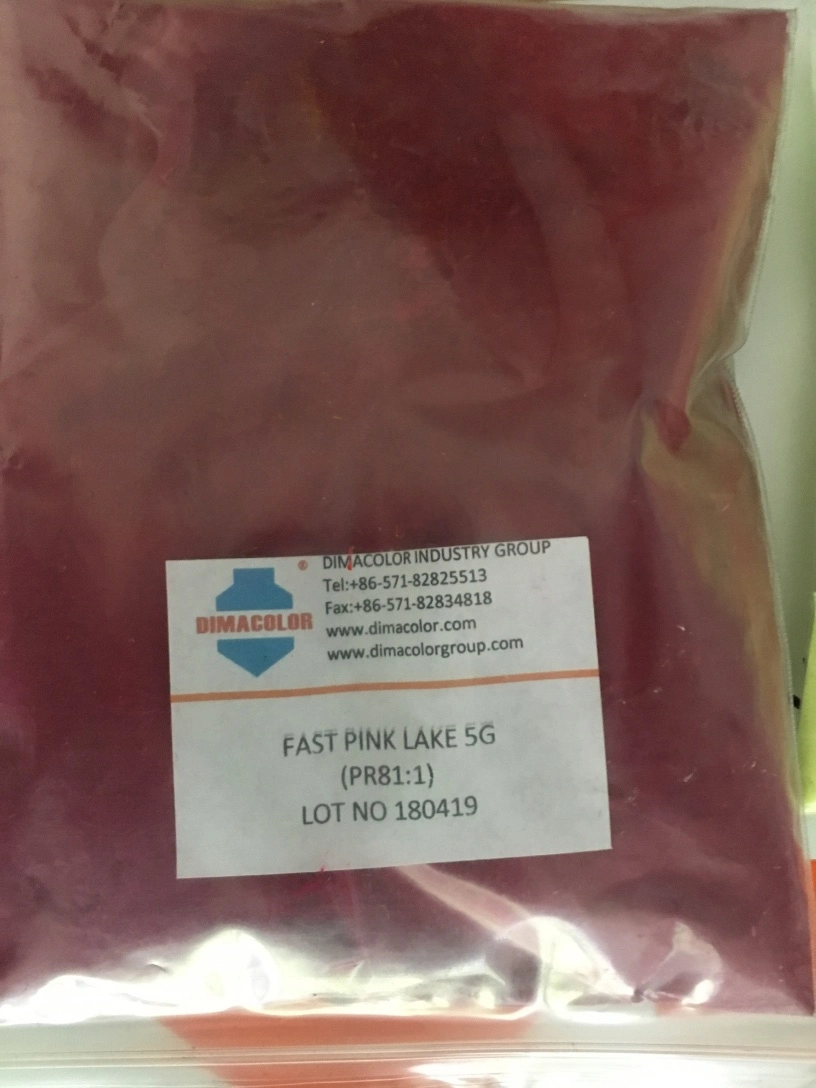 DIMACOLOR INDUSTRY GROUP
Tel:+86-571-82825513
Fax:+86-571-82834818
www.dimacolor.com
www.dimacolorgroup.com
®
DIMACOLOR
FAST PINK LAKE 5G
(PR81:1)
LOT NO 180419